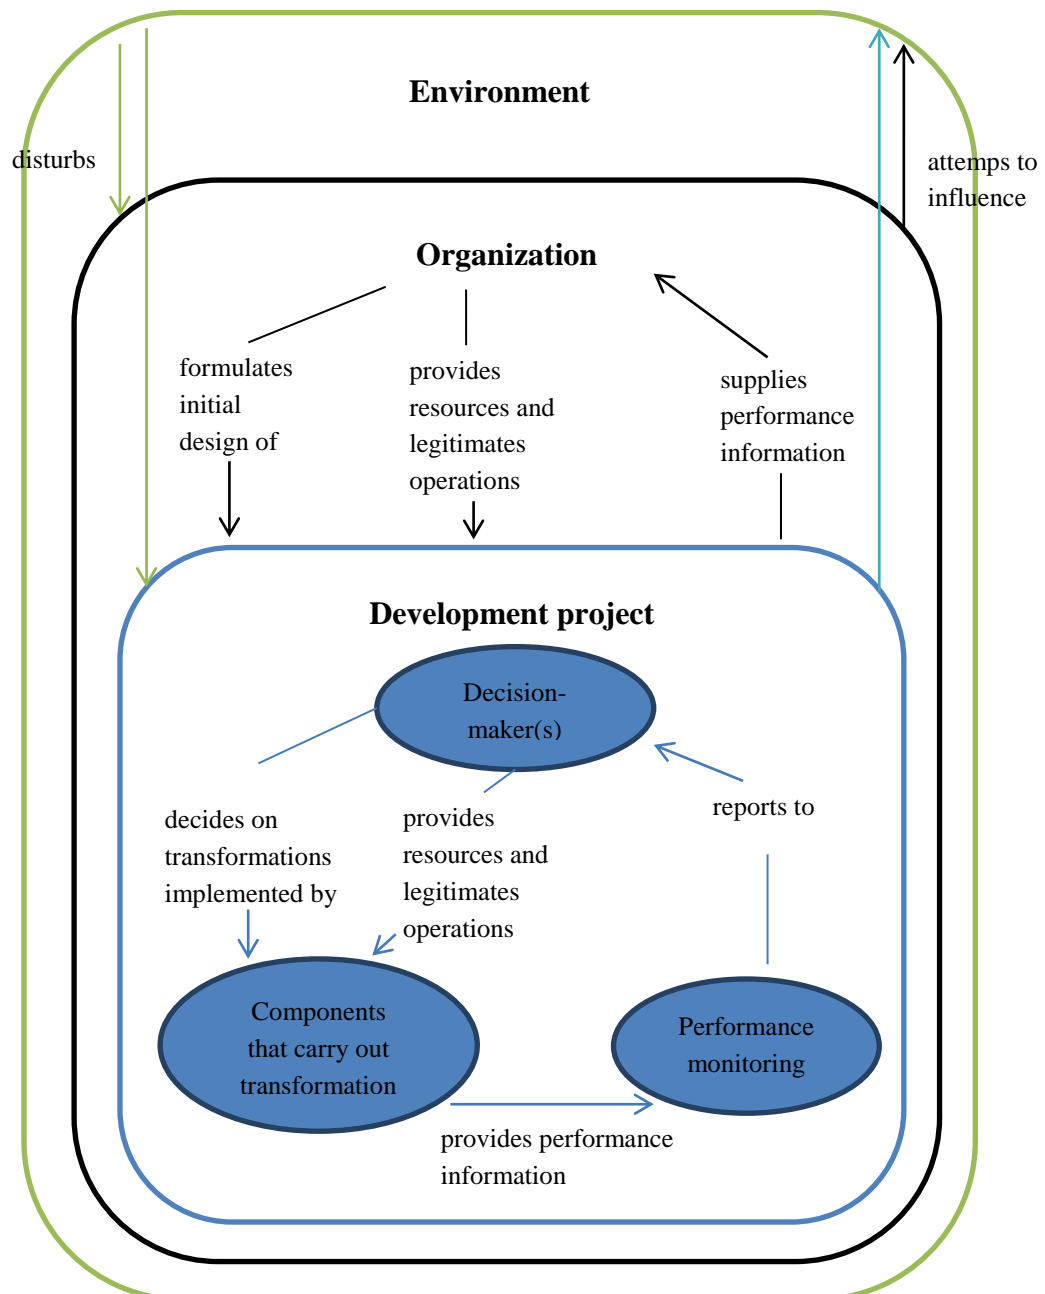 Environment
disturbs
attemps to
influence
Organization
formulates
initial
design of
provides
resources and
legitimates
operations
supplies
performance
information
Development project
Decision-
maker(s)
decides on
transformations
implemented by
provides
resources and
legitimates
operations
reports to
Components
that carry out
transformation
Performance
monitoring
provides performance
information